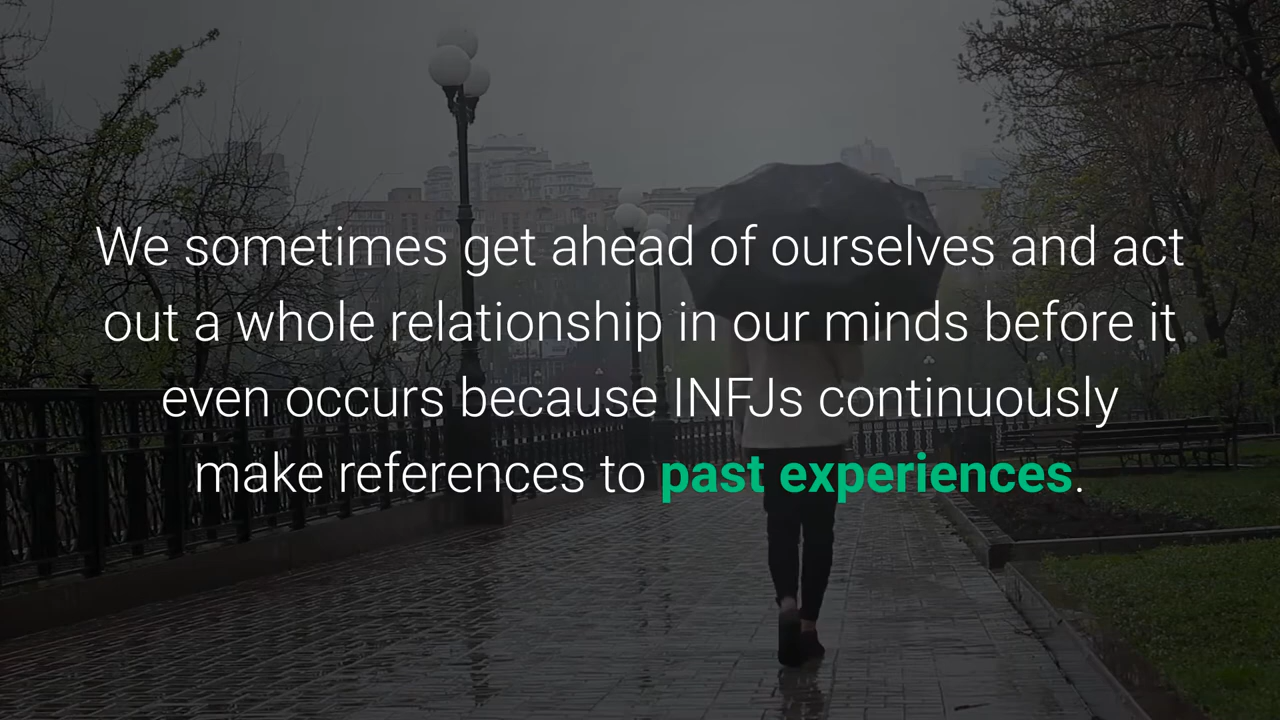 We sometimes get ahead of ourselves and act
out a whole relationship in our minds before it
even occurs because INFJs continuously
make references to past experiences.